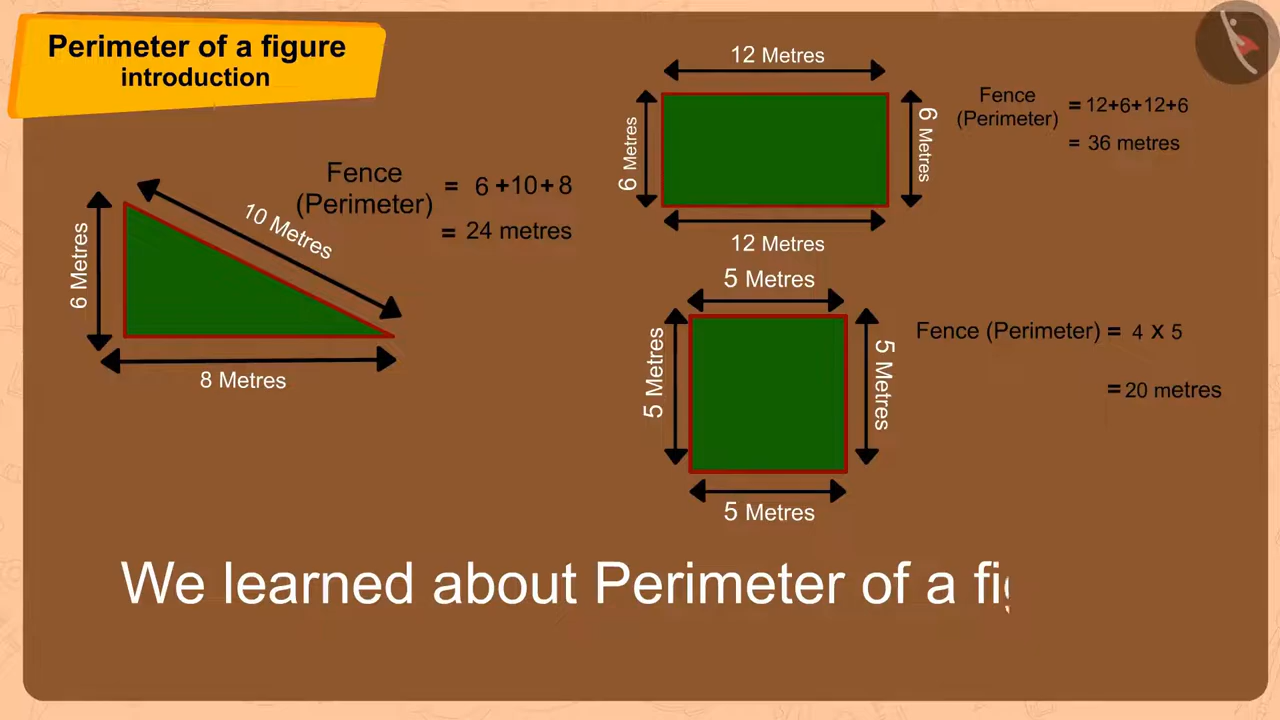 Perimeter of a figure
introduction
6 Metres
10 Metres
8 Metres
Fence
(Perimeter)
= 6 +10+ 8
= 24 metres
12 Metres
6 Metres
6 Metres
12 Metres
Fence
(Perimeter)
= 12+6+12+6
= 36 metres
5 Metres
5 Metres
5 Metres
5 Metres
Fence (Perimeter) = 4 X 5
= 20 metres
We learned about Perimeter of a fi